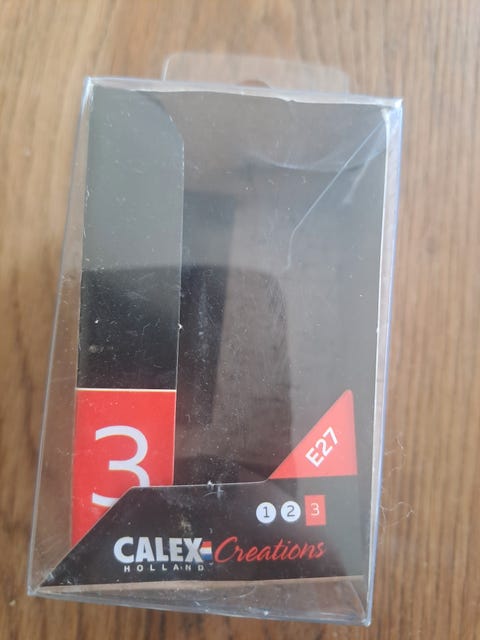 3
E27
1 2 3
CALEX Creations
HOLLAND